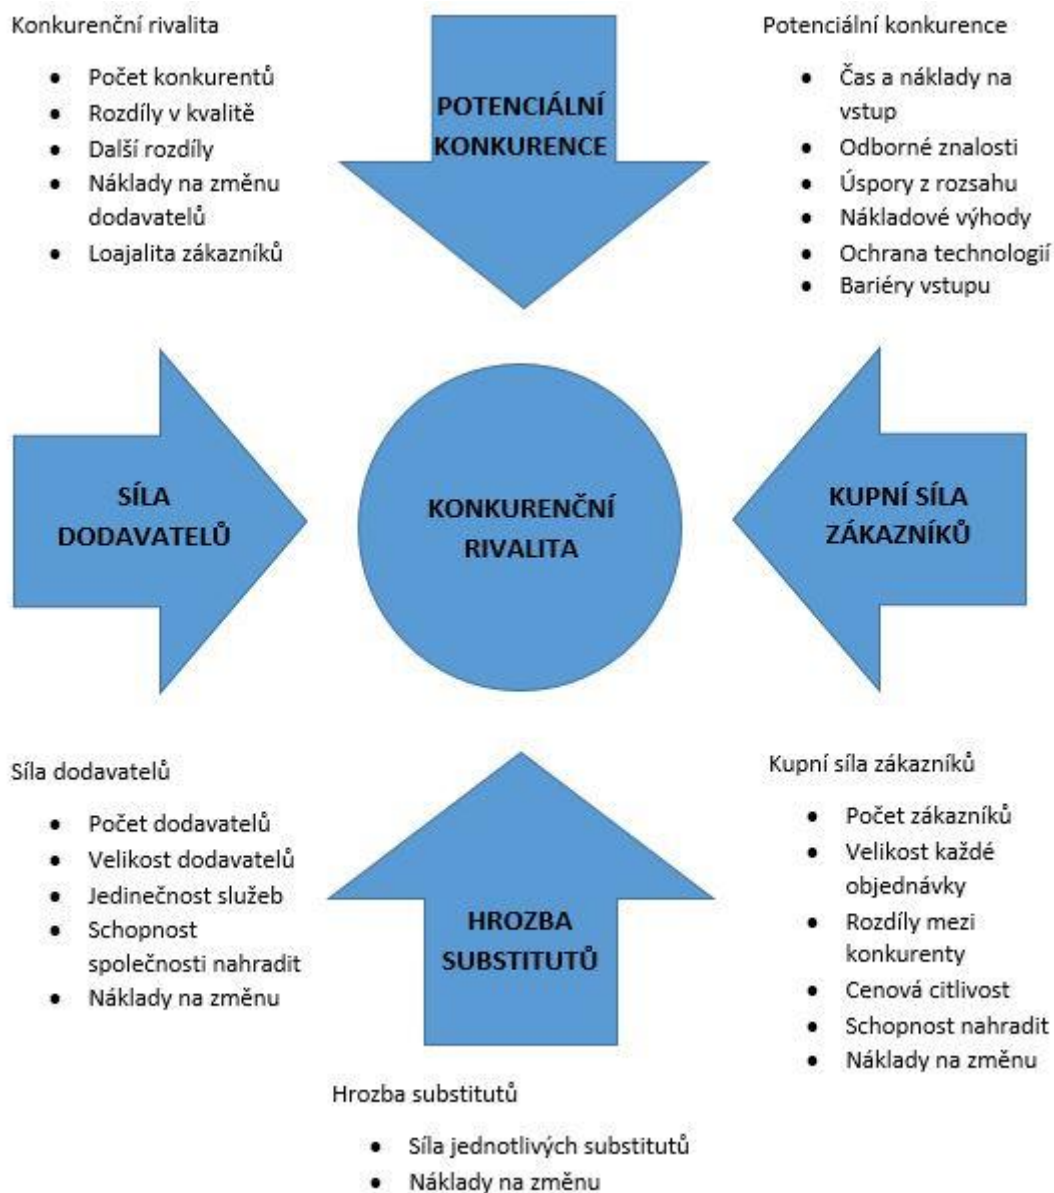 Konkurenční rivalita
• Počet konkurentů
• Rozdíly v kvalitě
• Další rozdíly
• Náklady na změnu
dodavatelů
• Loajalita zákazníků
POTENCIÁLNÍ
KONKURENCE
Potenciální konkurence
• Čas a náklady na
vstup
• Odborné znalosti
• Úspory z rozsahu
• Nákladové výhody
• Ochrana technologií
• Bariéry vstupu
SÍLA
DODAVATELŮ
KONKURENČNÍ
RIVALITA
KUPNÍ SÍLA
ZÁKAZNÍKŮ
Síla dodavatelů
• Počet dodavatelů
• Velikost dodavatelů
• Jedinečnost služeb
• Schopnost
společnosti nahradit
• Náklady na změnu
HROZBA
SUBSTITUTŮ
Kupní síla zákazníků
• Počet zákazníků
• Velikost každé
objednávky
• Rozdíly mezi
konkurenty
• Cenová citlivost
• Schopnost nahradit
• Náklady na změnu
Hrozba substitutů
• Síla jednotlivých substitutů
• Náklady na změnu